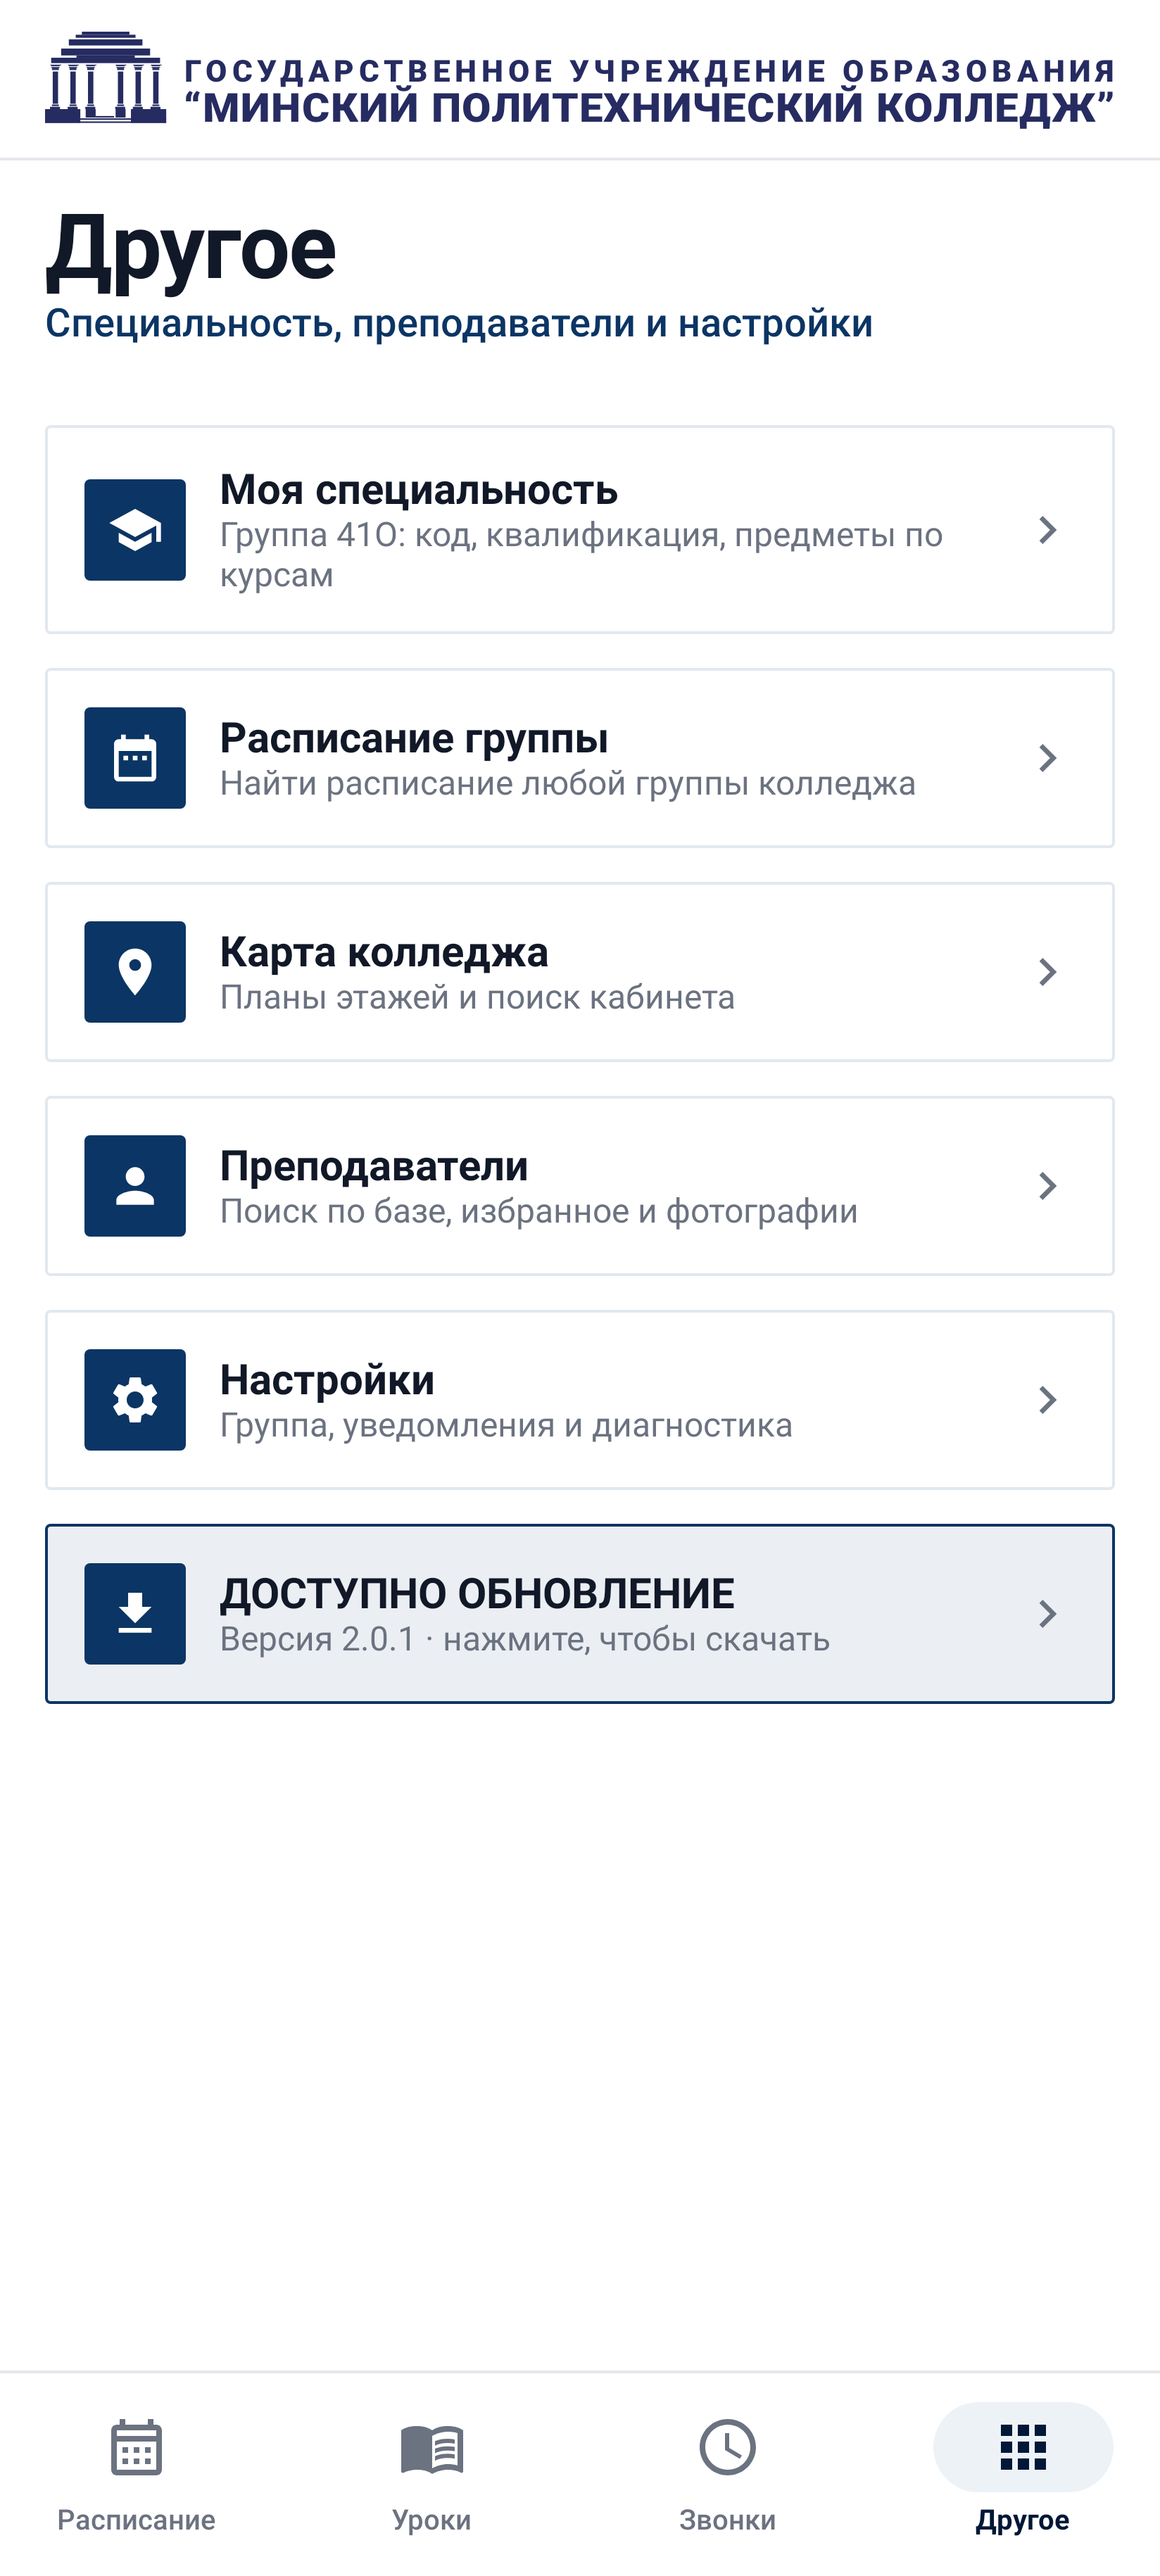 ГОСУДАРСТВЕННОЕ УЧРЕЖДЕНИЕ ОБРАЗОВАНИЯ
“МИНСКИЙ ПОЛИТЕХНИЧЕСКИЙ КОЛЛЕДЖ”
Другое
Специальность, преподаватели и настройки
Моя специальность
Группа 41О: код, квалификация, предметы по
курсам
Расписание группы
Найти расписание любой группы колледжа
Карта колледжа
Планы этажей и поиск кабинета
Преподаватели
Поиск по базе, избранное и фотографии
Настройки
Группа, уведомления и диагностика
ДОСТУПНО ОБНОВЛЕНИЕ
Версия 2.0.1 · нажмите, чтобы скачать
Расписание
Уроки
Звонки
Другое